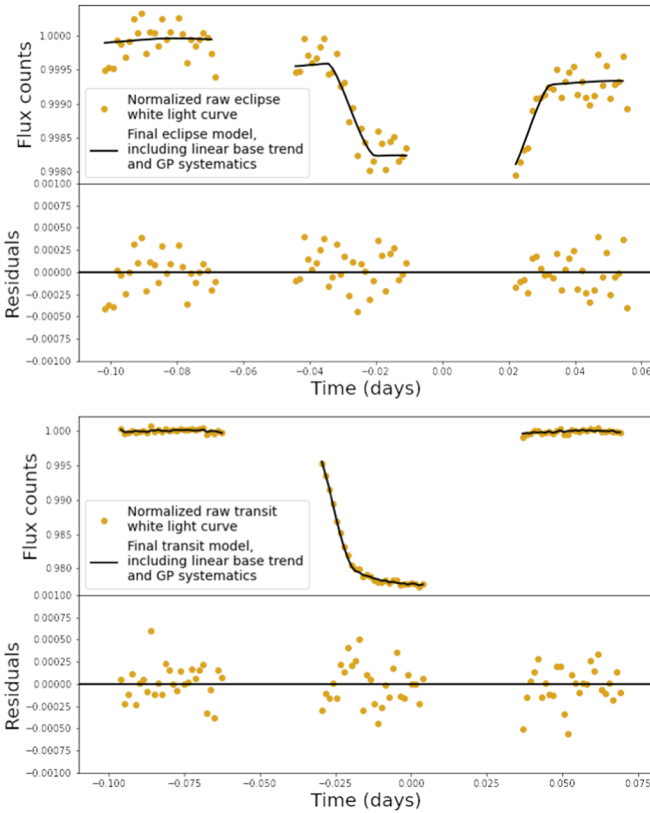 1.0000
0.9995
0.9990
0.9985
0.9980
Flux counts
Normalized raw eclipse
white light curve
Final eclipse model,
including linear base trend
and GP systematics
0.00100
0.00075
0.00050
0.00025
0.00000
−0.00025
−0.00050
−0.00075
−0.00100
Residuals
−0.10 −0.08 −0.06 −0.04 −0.02 0.00 0.02 0.04 0.06
Time (days)
1.000
0.995
0.990
0.985
0.980
Flux counts
Normalized raw transit
white light curve
Final transit model,
including linear base trend
and GP systematics
0.00100
0.00075
0.00050
0.00025
0.00000
−0.00025
−0.00050
−0.00075
−0.00100
Residuals
−0.100 −0.075 −0.050 −0.025 0.000 0.025 0.050 0.075
Time (days)